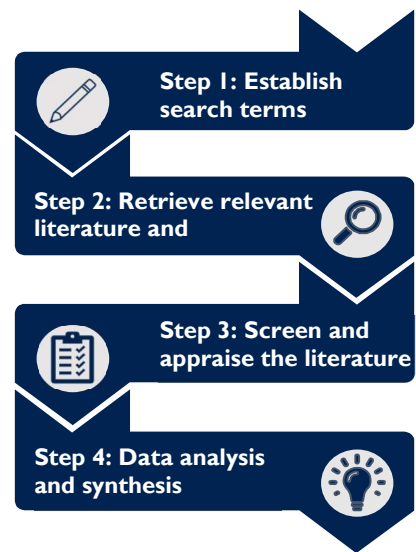 Step 1: Establish
search terms
Step 2: Retrieve relevant
literature and
Step 3: Screen and
appraise the literature
Step 4: Data analysis
and synthesis